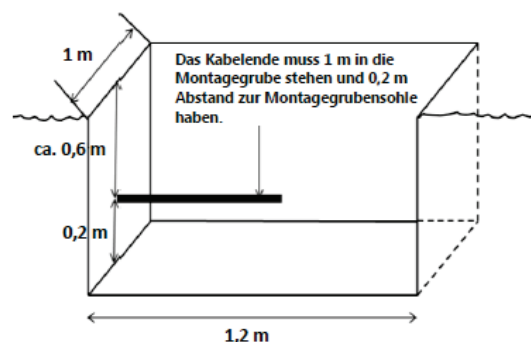 1 m
Das Kabelende muss 1 m in die
Montagegrube stehen und 0,2 m
Abstand zur Montagegrubensohle
haben.
ca. 0,6 m
0,2 m
1.2 m